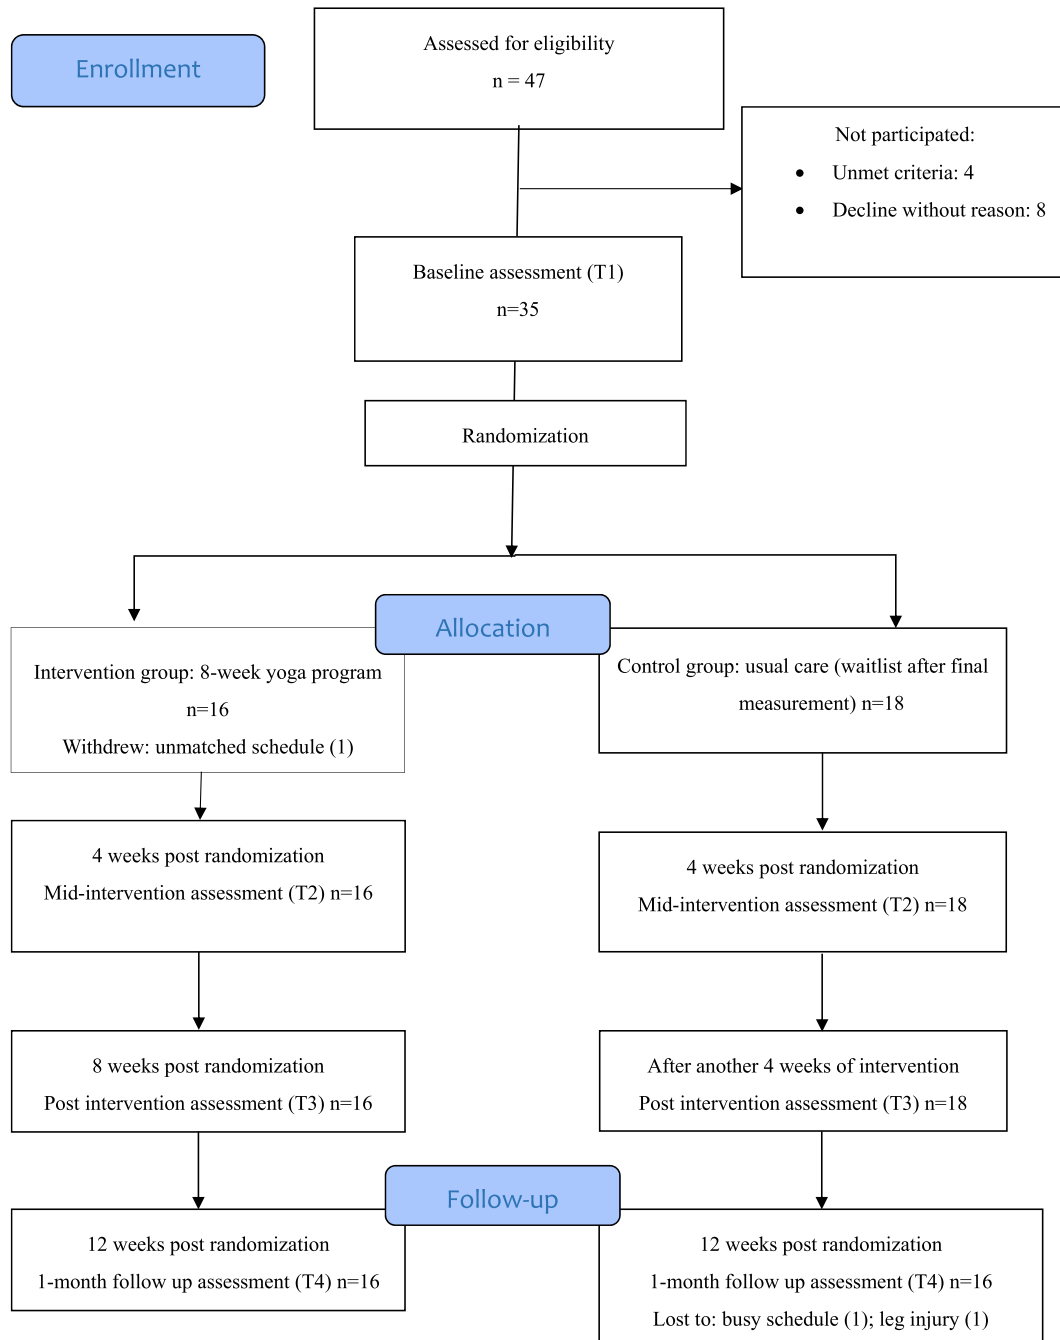 Enrollment
Assessed for eligibility
n = 47
Not participated:
• Unmet criteria: 4
• Decline without reason: 8
Baseline assessment (T1)
n=35
Randomization
Allocation
Intervention group: 8-week yoga program
n=16
Withdrew: unmatched schedule (1)
Control group: usual care (waitlist after final
measurement) n=18
4 weeks post randomization
Mid-intervention assessment (T2) n=16
4 weeks post randomization
Mid-intervention assessment (T2) n=18
8 weeks post randomization
Post intervention assessment (T3) n=16
After another 4 weeks of intervention
Post intervention assessment (T3) n=18
Follow-up
12 weeks post randomization
1-month follow up assessment (T4) n=16
12 weeks post randomization
1-month follow up assessment (T4) n=16
Lost to: busy schedule (1); leg injury (1)